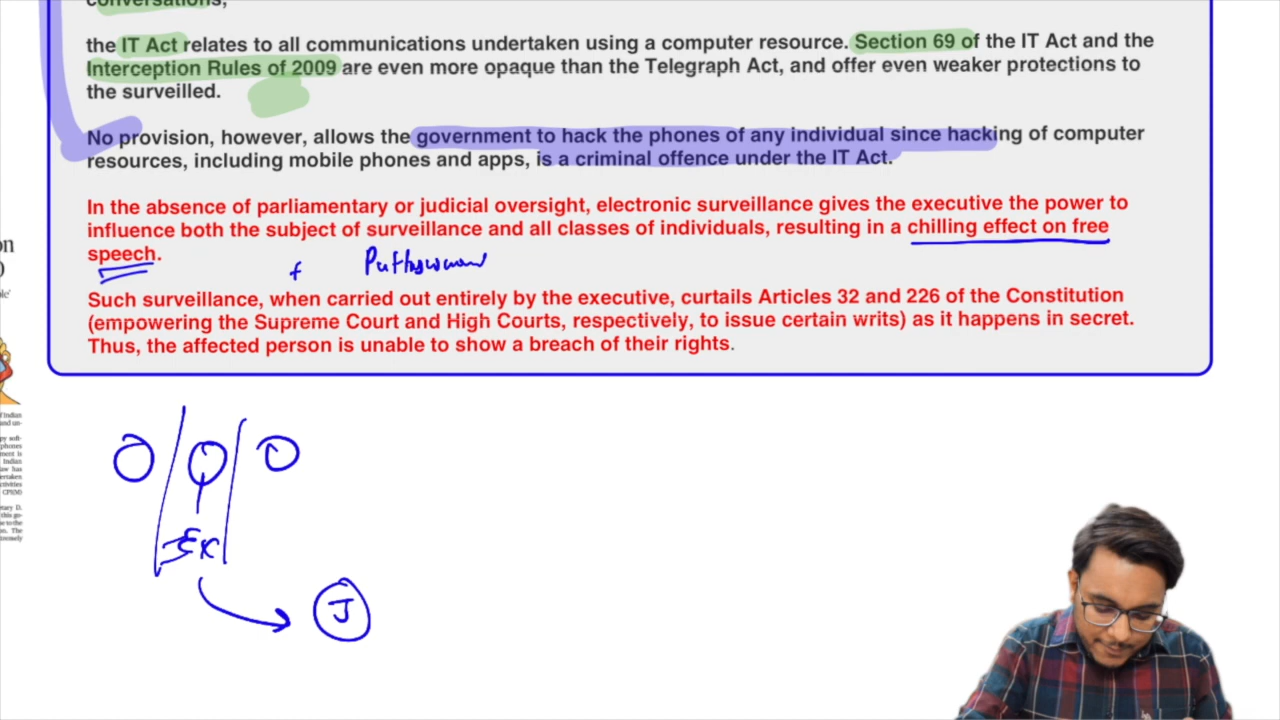 conversations,
the IT Act relates to all communications undertaken using a computer resource. Section 69 of the IT Act and the
Interception Rules of 2009 are even more opaque than the Telegraph Act, and offer even weaker protections to
the surveilled.
No provision, however, allows the government to hack the phones of any individual since hacking of computer
resources, including mobile phones and apps, is a criminal offence under the IT Act.
In the absence of parliamentary or judicial oversight, electronic surveillance gives the executive the power to
influence both the subject of surveillance and all classes of individuals, resulting in a chilling effect on free
speech.
Such surveillance, when carried out entirely by the executive, curtails Articles 32 and 226 of the Constitution
(empowering the Supreme Court and High Courts, respectively, to issue certain writs) as it happens in secret.
Thus, the affected person is unable to show a breach of their rights.
Ex
J